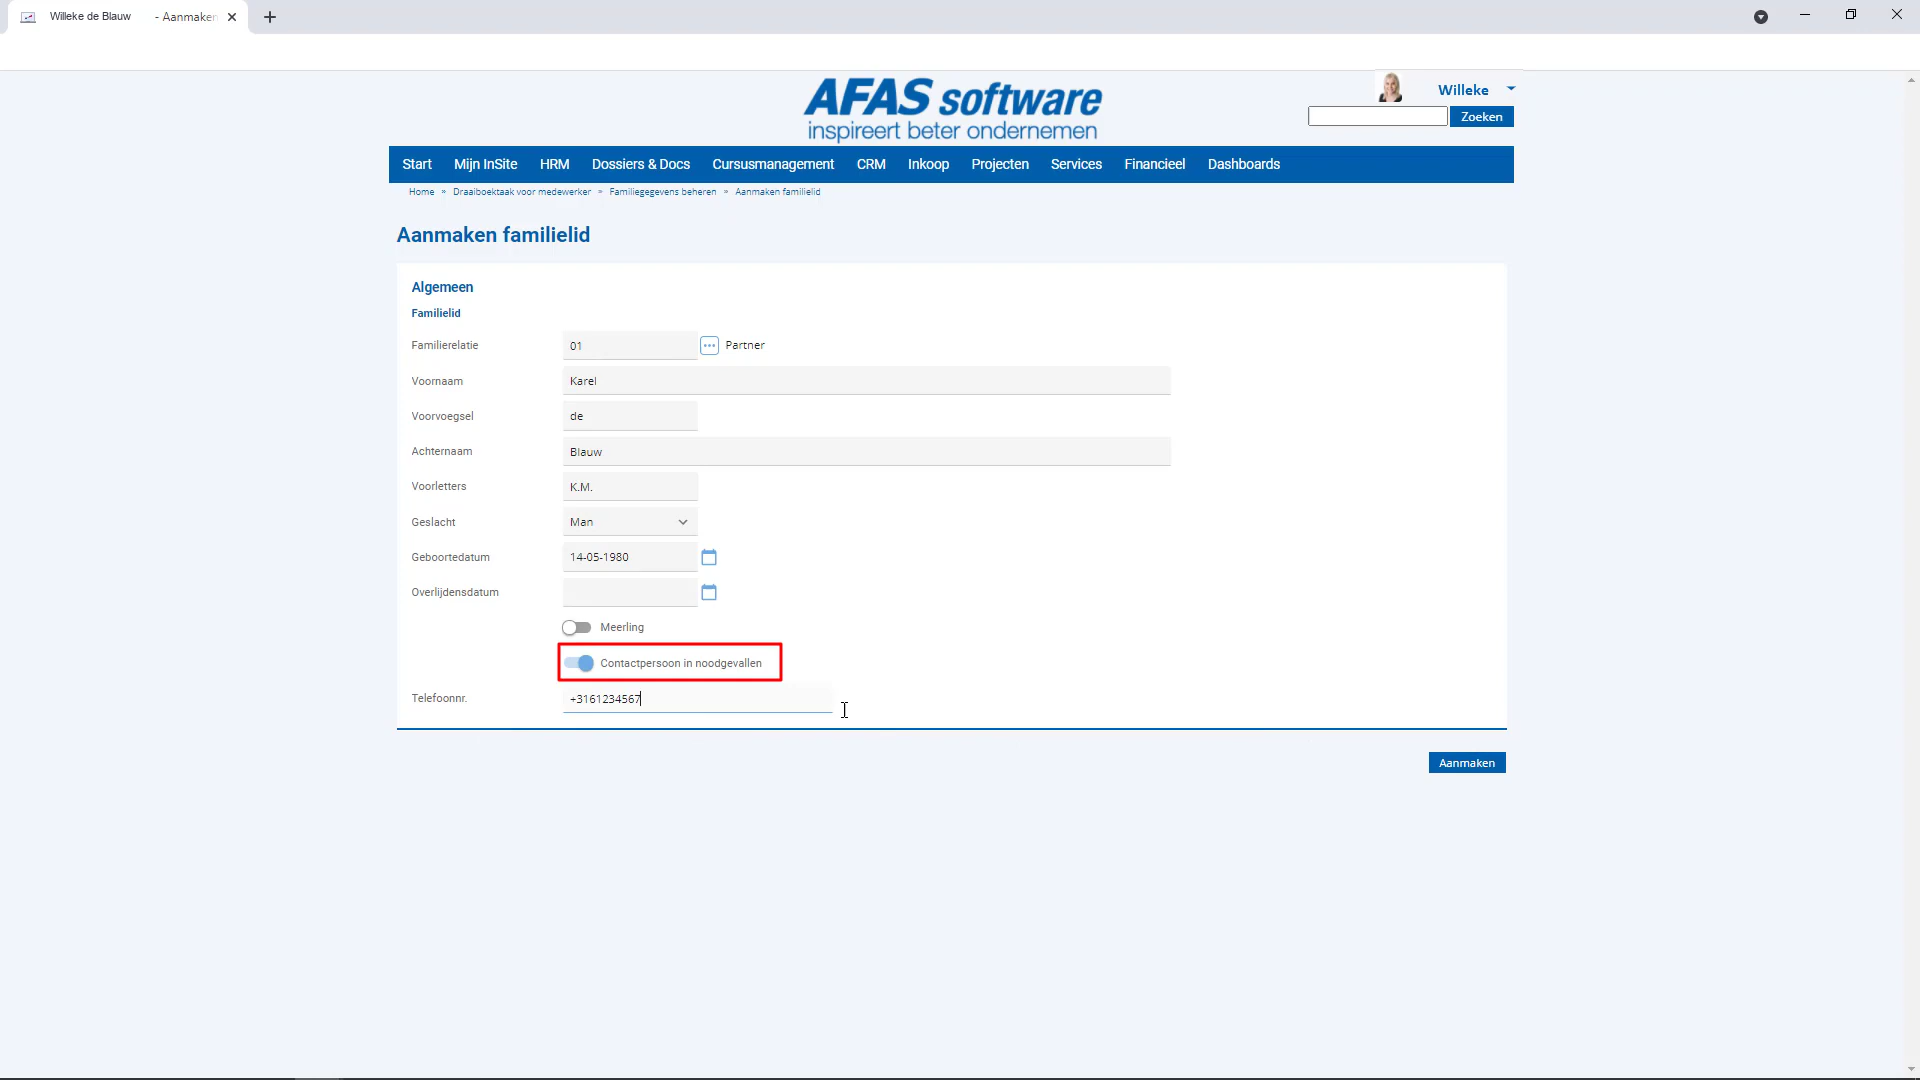 Willeke de Blauw - Aanmaken
AFAS software
inspireert beter ondernemen
Willeke
Zoeken
Start Mijn InSite HRM Dossiers & Docs Cursusmanagement CRM Inkoop Projecten Services Financieel Dashboards
Home » Draaiboektaak voor medewerker » Familiegegevens beheren » Aanmaken familielid
Aanmaken familielid
Algemeen
Familielid
Familierelatie 01 Partner
Voornaam Karel
Voorvoegsel de
Achternaam Blauw
Voorletters K.M.
Geslacht Man
Geboortedatum 14-05-1980
Overlijdensdatum
Meerling
Contactpersoon in noodgevallen
Telefoonnr. +3161234567
Aanmaken